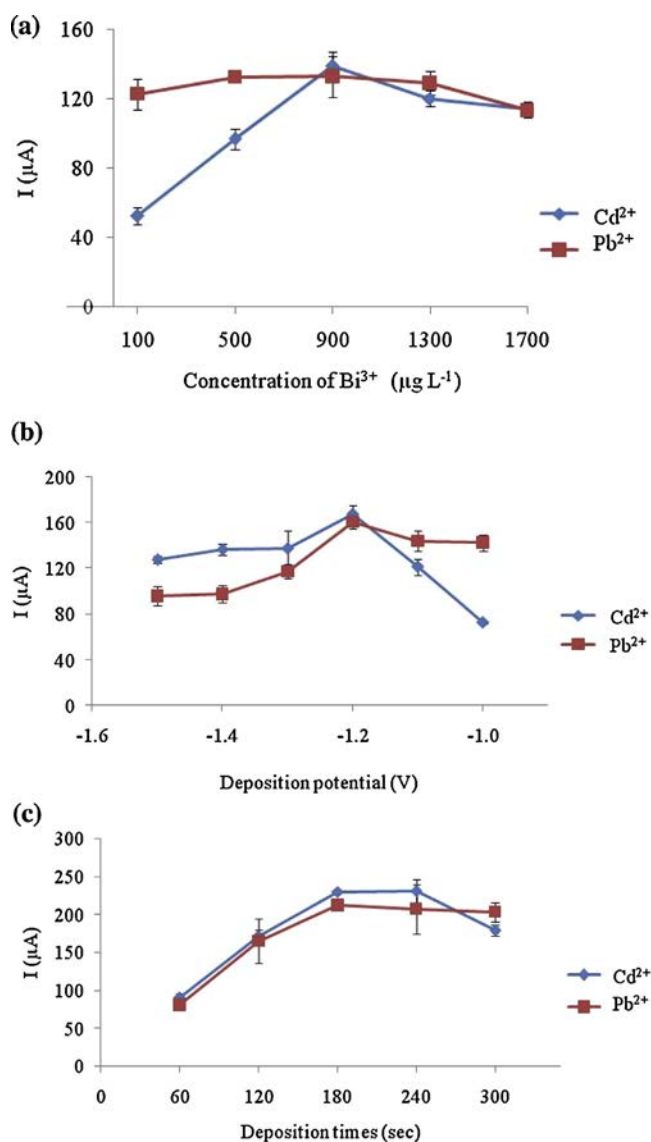 (a)
160
120
80
40
0
I (µA)
100 500 900 1300 1700
Concentration of Bi³⁺ (µg L⁻¹)
Cd²⁺
Pb²⁺
(b)
200
160
120
80
40
0
I (µA)
-1.6 -1.4 -1.2 -1.0
Deposition potential (V)
Cd²⁺
Pb²⁺
(c)
300
250
200
150
100
50
0
I (µA)
0 60 120 180 240 300
Deposition times (sec)
Cd²⁺
Pb²⁺